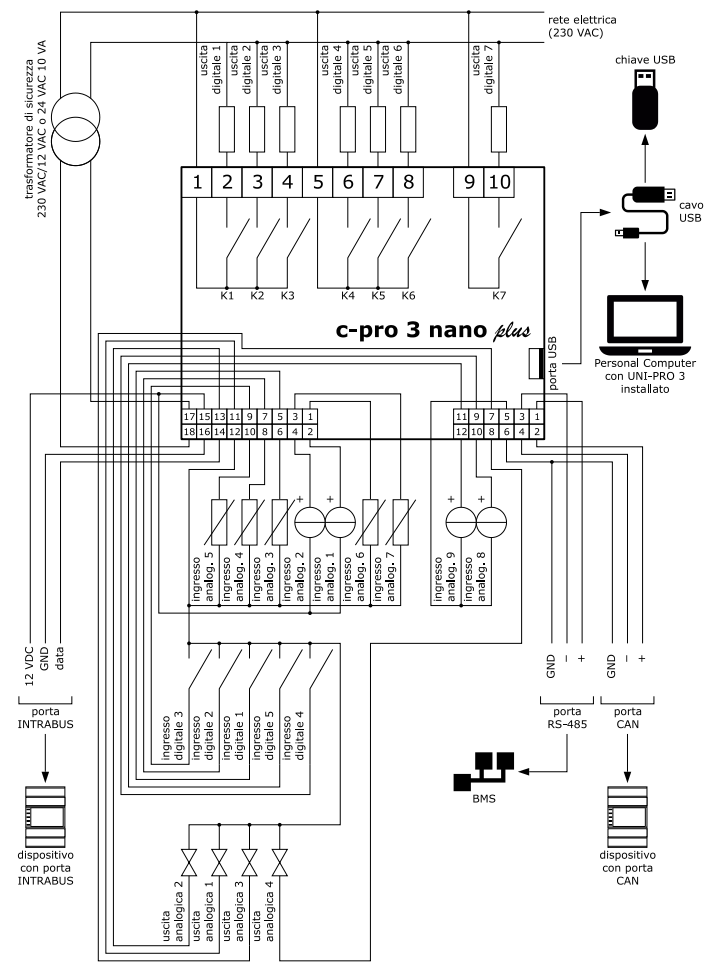 rete elettrica
(230 VAC)
trasformatore di sicurezza
230 VAC/12 VAC o 24 VAC 10 VA
uscita
digitale 1
uscita
digitale 2
uscita
digitale 3
uscita
digitale 4
uscita
digitale 5
uscita
digitale 6
uscita
digitale 7
chiave USB
cavo
USB
1 2 3 4 5 6 7 8 9 10
K1 K2 K3 K4 K5 K6 K7
c-pro 3 nano plus
porta USB
Personal Computer
con UNI-PRO 3
installato
17 15 13 11 9 7 5 3 1
18 16 14 12 10 8 6 4 2
11 9 7 5 3 1
12 10 8 6 4 2
+ + + +
ingresso
analog. 5
ingresso
analog. 4
ingresso
analog. 3
ingresso
analog. 2
ingresso
analog. 1
ingresso
analog. 6
ingresso
analog. 7
ingresso
analog. 9
ingresso
analog. 8
12 VDC
GND
data
GND
–
+
GND
–
+
porta
INTRABUS
porta
RS-485
porta
CAN
ingresso
digitale 3
ingresso
digitale 2
ingresso
digitale 1
ingresso
digitale 5
ingresso
digitale 4
BMS
dispositivo
con porta
INTRABUS
dispositivo
con porta
CAN
uscita
analogica 2
uscita
analogica 1
uscita
analogica 3
uscita
analogica 4